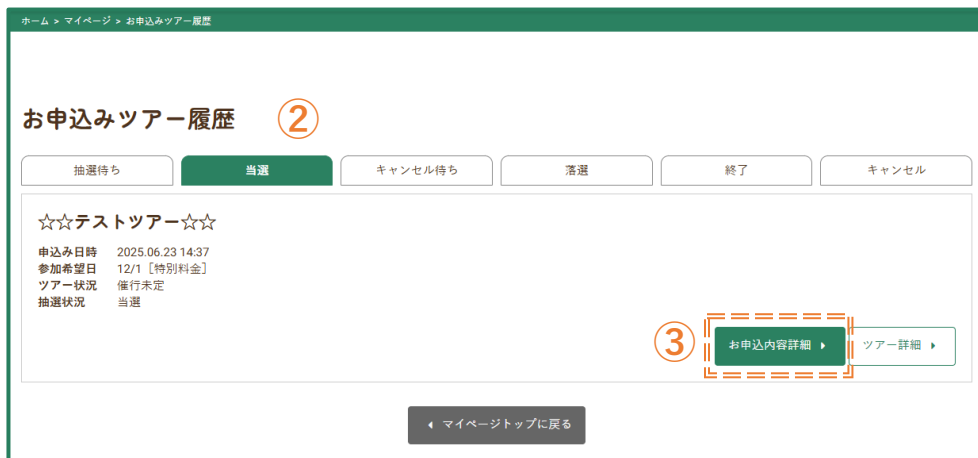 ホーム > マイページ > お申込みツアー履歴
お申込みツアー履歴 ②
抽選待ち 当選 キャンセル待ち 落選 終了 キャンセル
☆☆テストツアー☆☆
申込み日時 2025.06.23 14:37
参加希望日 12/1［特別料金］
ツアー状況 催行未定
抽選状況 当選
③ お申込内容詳細 ▶ ツアー詳細 ▶
◀ マイページトップに戻る